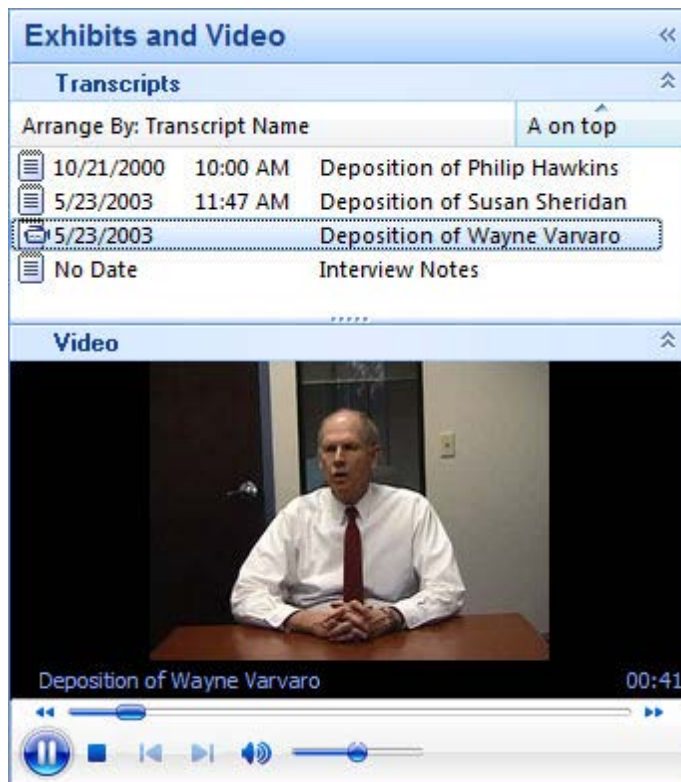 Exhibits and Video
Transcripts
Arrange By: Transcript Name A on top
10/21/2000 10:00 AM Deposition of Philip Hawkins
5/23/2003 11:47 AM Deposition of Susan Sheridan
5/23/2003 Deposition of Wayne Varvaro
No Date Interview Notes
Video
Deposition of Wayne Varvaro 00:41